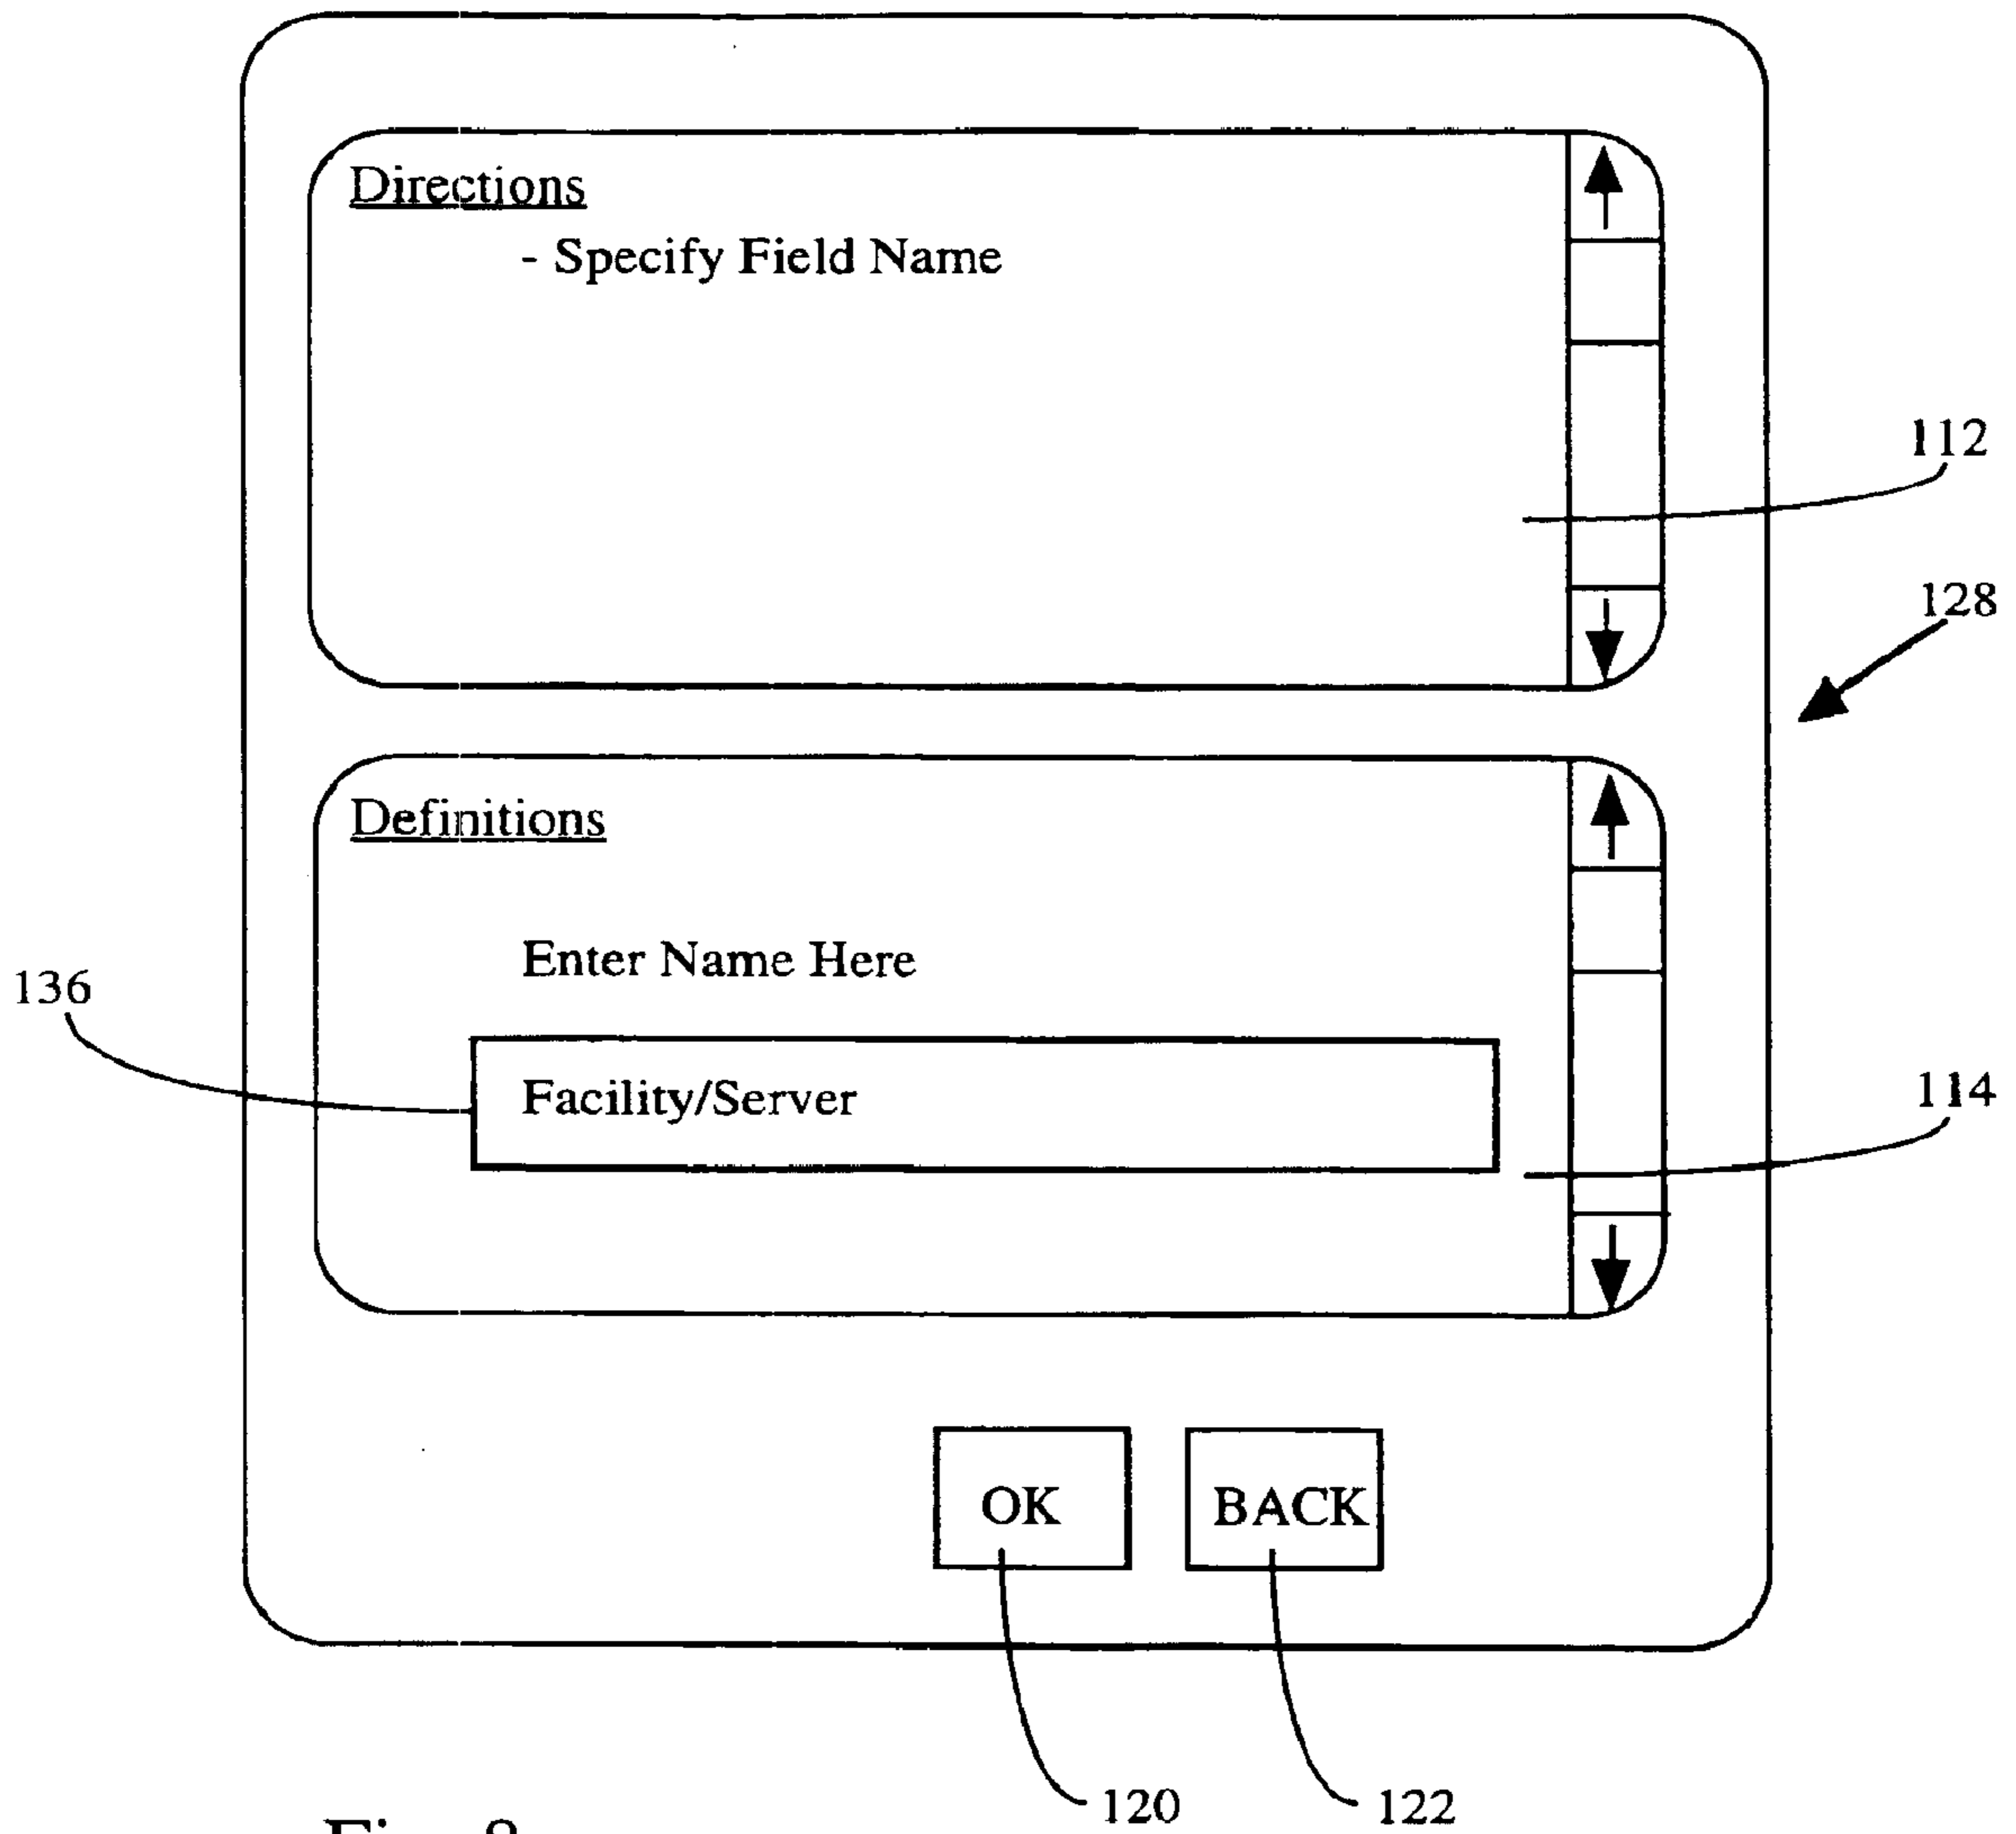 Directions
- Specify Field Name
112
128
Definitions
Enter Name Here
136
Facility/Server
114
OK
BACK
120
122